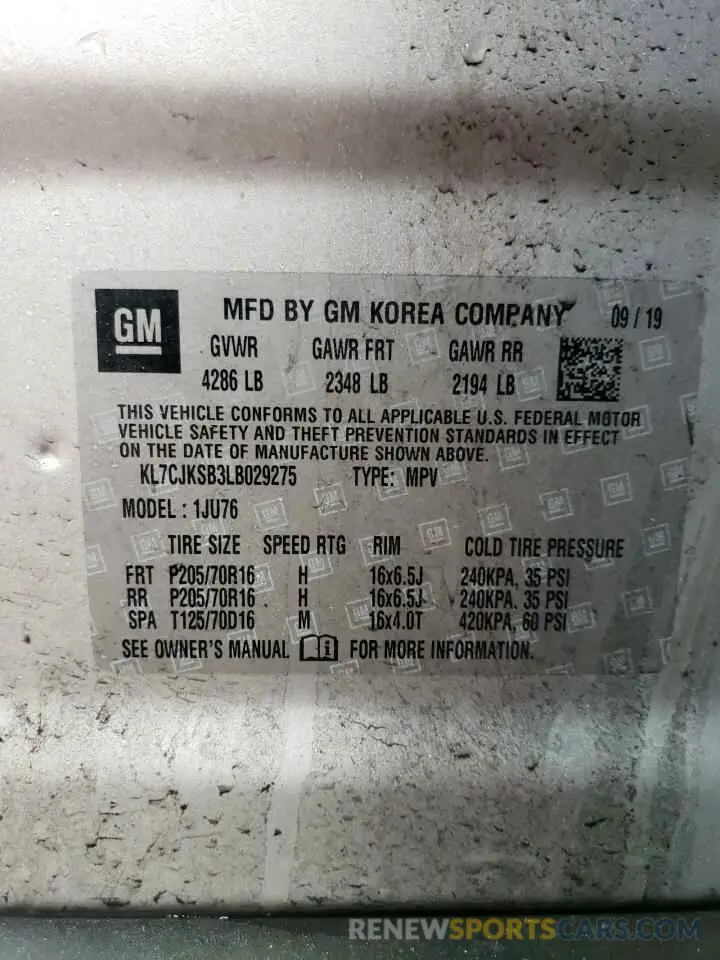 GM MFD BY GM KOREA COMPANY 09/19
GVWR GAWR FRT GAWR RR
4286 LB 2348 LB 2194 LB
THIS VEHICLE CONFORMS TO ALL APPLICABLE U.S. FEDERAL MOTOR
VEHICLE SAFETY AND THEFT PREVENTION STANDARDS IN EFFECT
ON THE DATE OF MANUFACTURE SHOWN ABOVE.
KL7CJKSB3LB029275 TYPE: MPV
MODEL : 1JU76
TIRE SIZE SPEED RTG RIM COLD TIRE PRESSURE
FRT P205/70R16 H 16x6.5J 240KPA, 35 PSI
RR P205/70R16 H 16x6.5J 240KPA, 35 PSI
SPA T125/70D16 M 16x4.0T 420KPA, 60 PSI
SEE OWNER'S MANUAL FOR MORE INFORMATION.
RENEWSPORTSCARS.COM